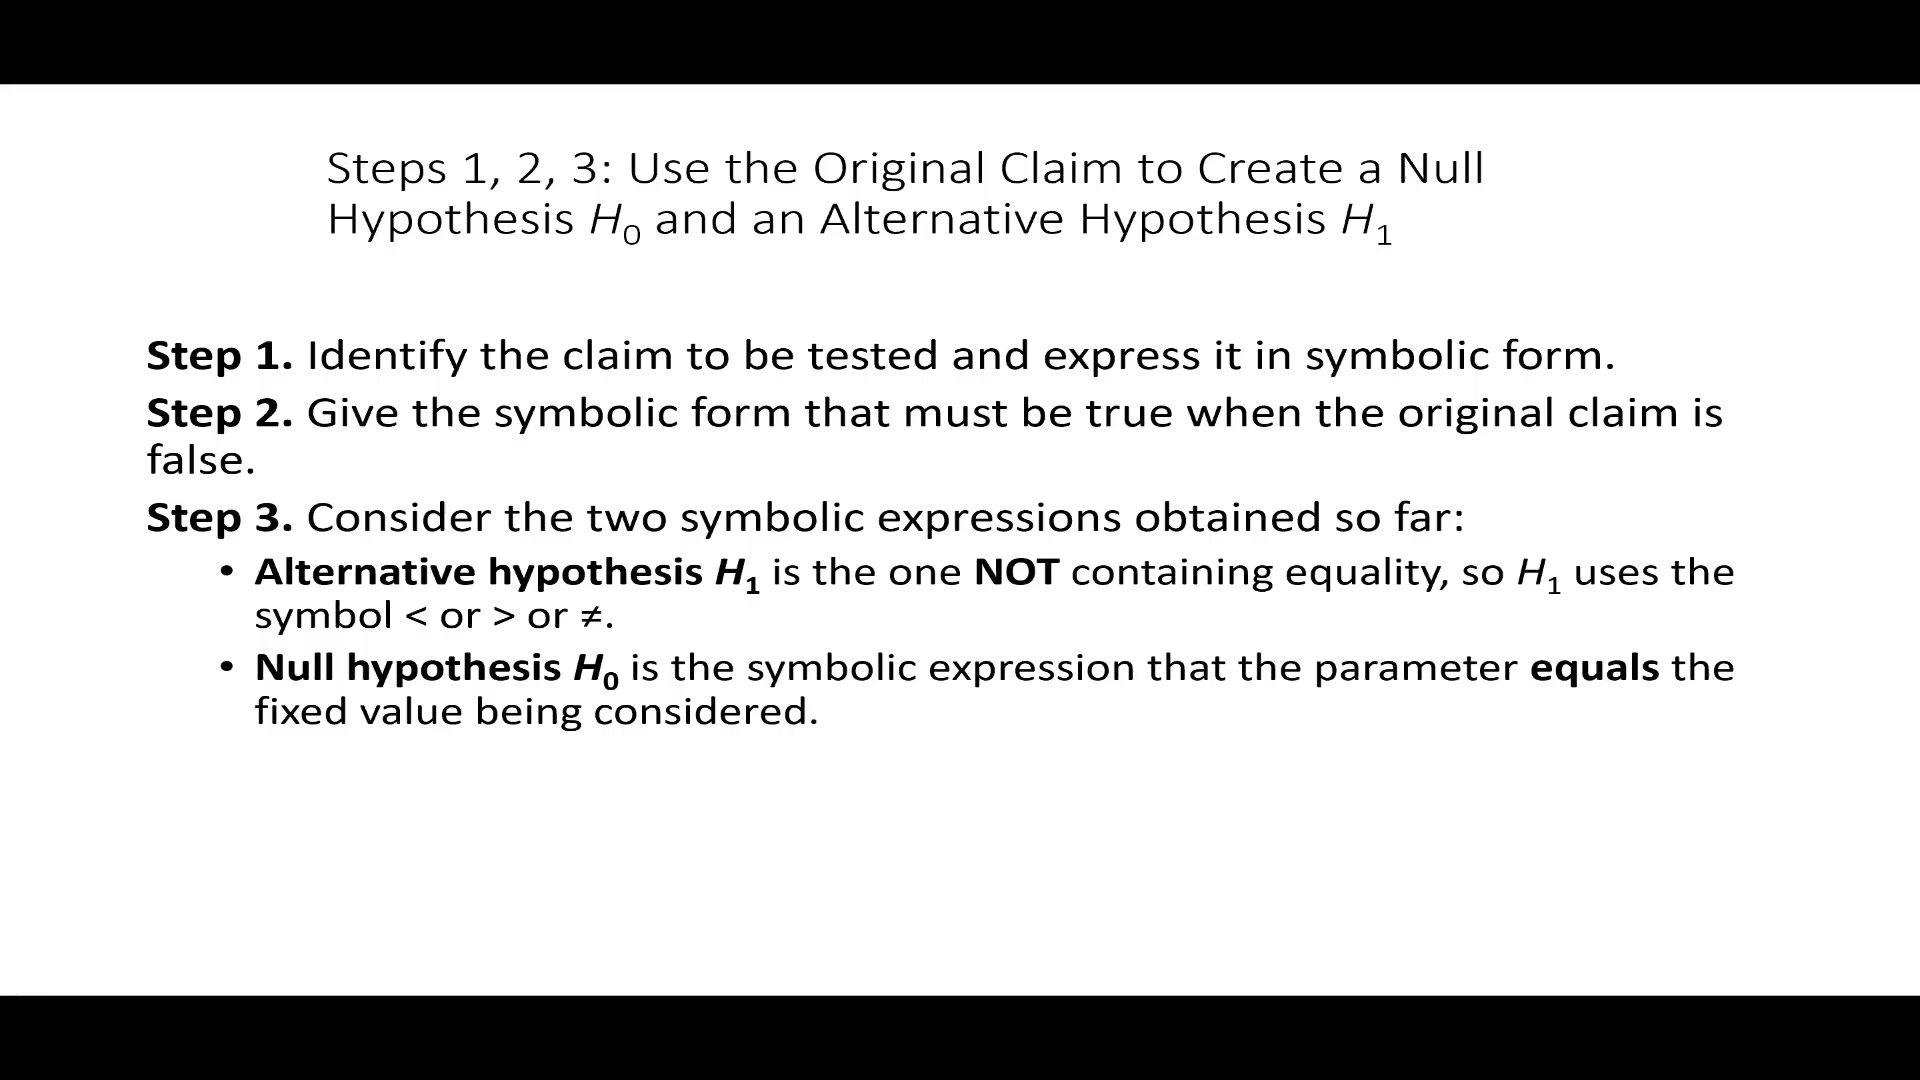 Steps 1, 2, 3: Use the Original Claim to Create a Null
Hypothesis H₀ and an Alternative Hypothesis H₁
Step 1. Identify the claim to be tested and express it in symbolic form.
Step 2. Give the symbolic form that must be true when the original claim is
false.
Step 3. Consider the two symbolic expressions obtained so far:
• Alternative hypothesis H₁ is the one NOT containing equality, so H₁ uses the
symbol < or > or ≠.
• Null hypothesis H₀ is the symbolic expression that the parameter equals the
fixed value being considered.